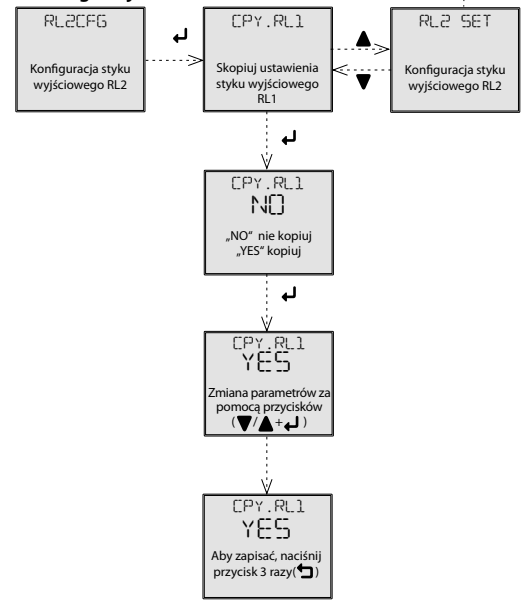 RL2CFG
Konfiguracja styku
wyjściowego RL2
CPY.RL1
Skopiuj ustawienia
styku wyjściowego
RL1
RL2 SET
Konfiguracja styku
wyjściowego RL2
CPY.RL1
NO
„NO“ nie kopiuj
„YES“ kopiuj
CPY.RL1
YES
Zmiana parametrów za
pomocą przycisków
(▼/▲+↵)
CPY.RL1
YES
Aby zapisać, naciśnij
przycisk 3 razy(⮌)